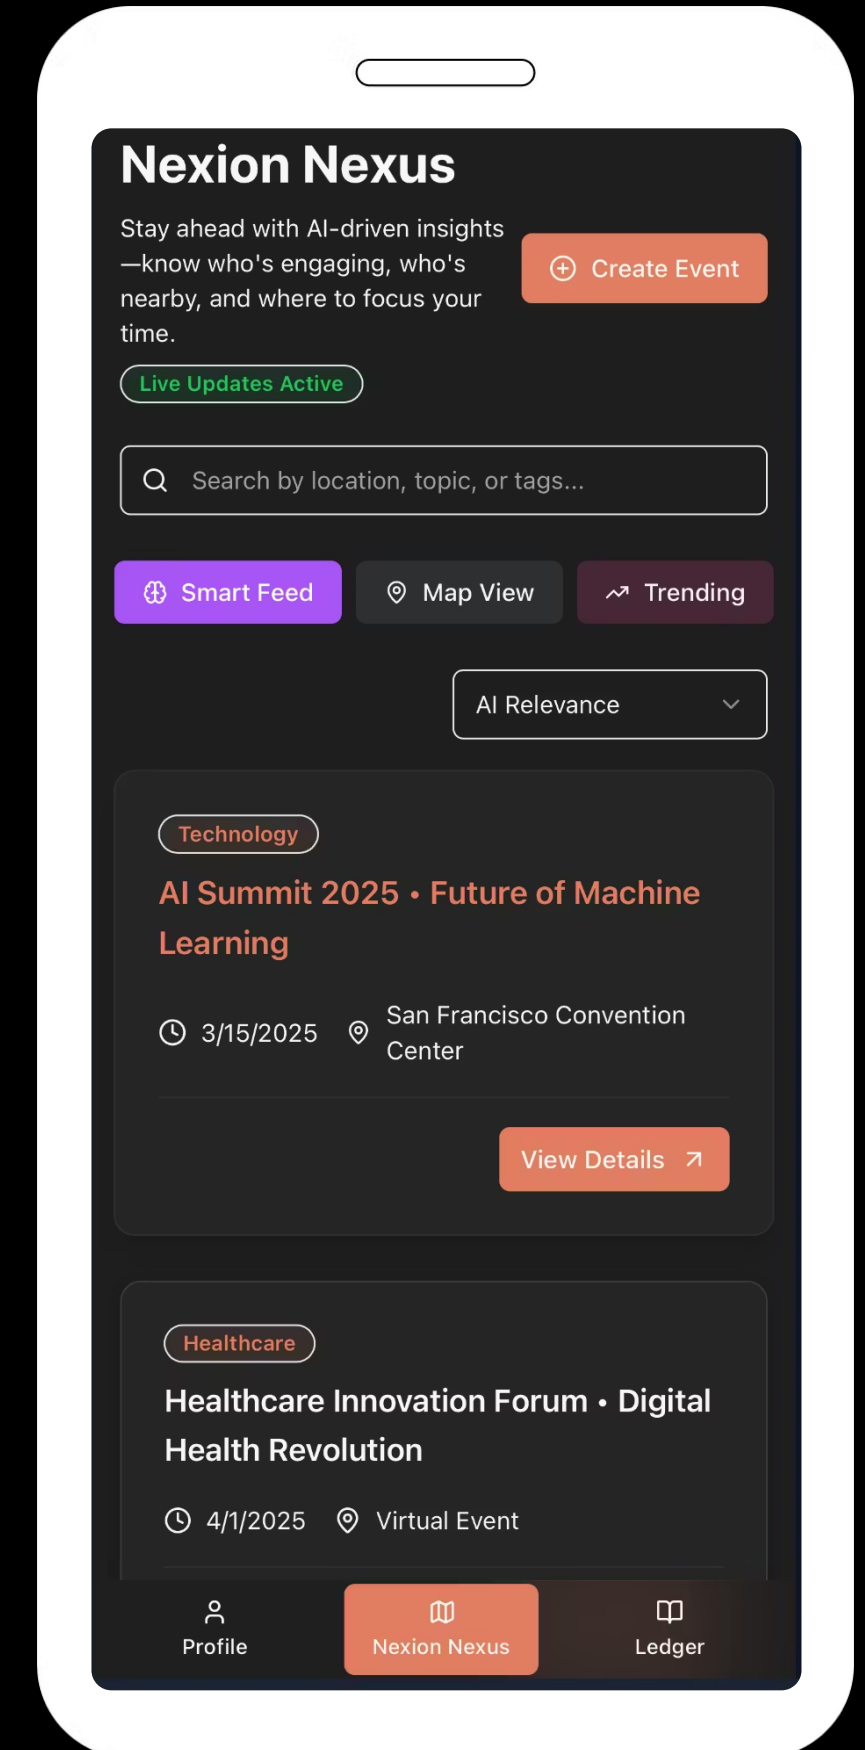 Nexion Nexus
Stay ahead with AI-driven insights
—know who's engaging, who's
nearby, and where to focus your
time.
Create Event
Live Updates Active
Search by location, topic, or tags...
Smart Feed
Map View
Trending
AI Relevance
Technology
AI Summit 2025 • Future of Machine
Learning
3/15/2025
San Francisco Convention
Center
View Details
Healthcare
Healthcare Innovation Forum • Digital
Health Revolution
4/1/2025
Virtual Event
Profile
Nexion Nexus
Ledger